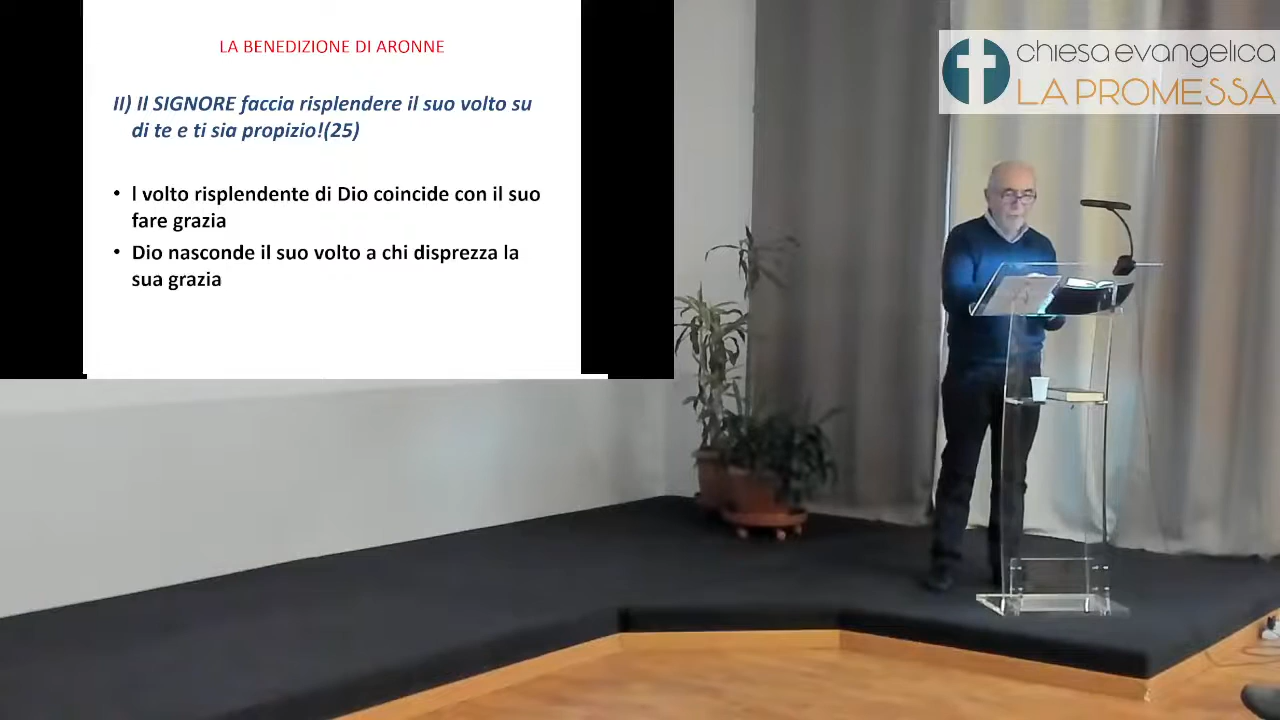 LA BENEDIZIONE DI ARONNE
II) Il SIGNORE faccia risplendere il suo volto su
di te e ti sia propizio!(25)
• l volto risplendente di Dio coincide con il suo
fare grazia
• Dio nasconde il suo volto a chi disprezza la
sua grazia
chiesa evangelica
LA PROMESSA